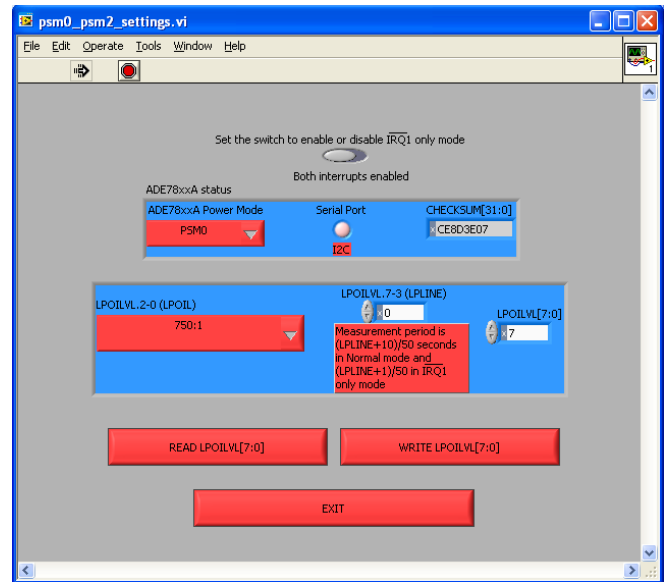 psm0_psm2_settings.vi
File Edit Operate Tools Window Help
1
Set the switch to enable or disable IRQ1 only mode
Both interrupts enabled
ADE78xxA status
ADE78xxA Power Mode Serial Port CHECKSUM[31:0]
PSM0 x CE8D3E07
I2C
LPOILVL.2-0 (LPOIL) LPOILVL.7-3 (LPLINE) LPOILVL[7:0]
750:1 x 0 x 7
Measurement period is
(LPLINE+10)/50 seconds
in Normal mode and
(LPLINE+1)/50 in IRQ1
only mode
READ LPOILVL[7:0] WRITE LPOILVL[7:0]
EXIT